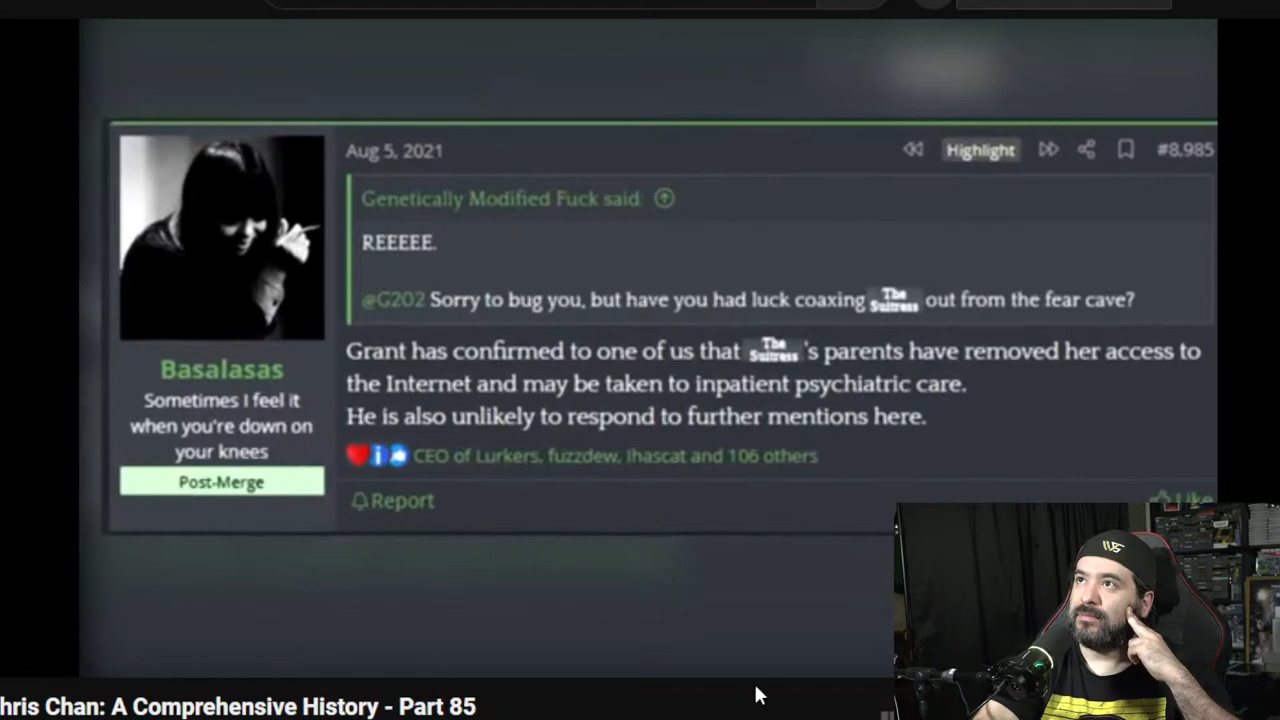 Aug 5, 2021
Highlight
#8,985
Genetically Modified Fuck said
REEEEE.
@G202 Sorry to bug you, but have you had luck coaxing The Suitress out from the fear cave?
Grant has confirmed to one of us that The Suitress 's parents have removed her access to
the Internet and may be taken to inpatient psychiatric care.
He is also unlikely to respond to further mentions here.
CEO of Lurkers, fuzzdew, Ihascat and 106 others
Report
Like
Basalasas
Sometimes I feel it
when you're down on
your knees
Post-Merge
hris Chan: A Comprehensive History - Part 85